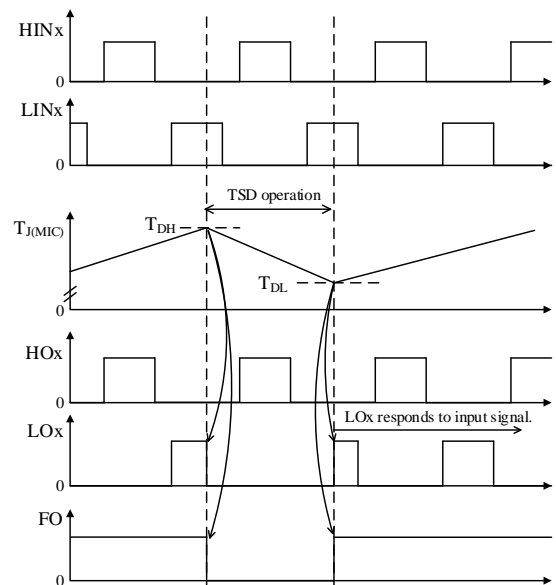 HINx
0
LINx
0
TSD operation
TJ(MIC)
TDH
TDL
HOx
0
LOx responds to input signal.
LOx
0
FO
0